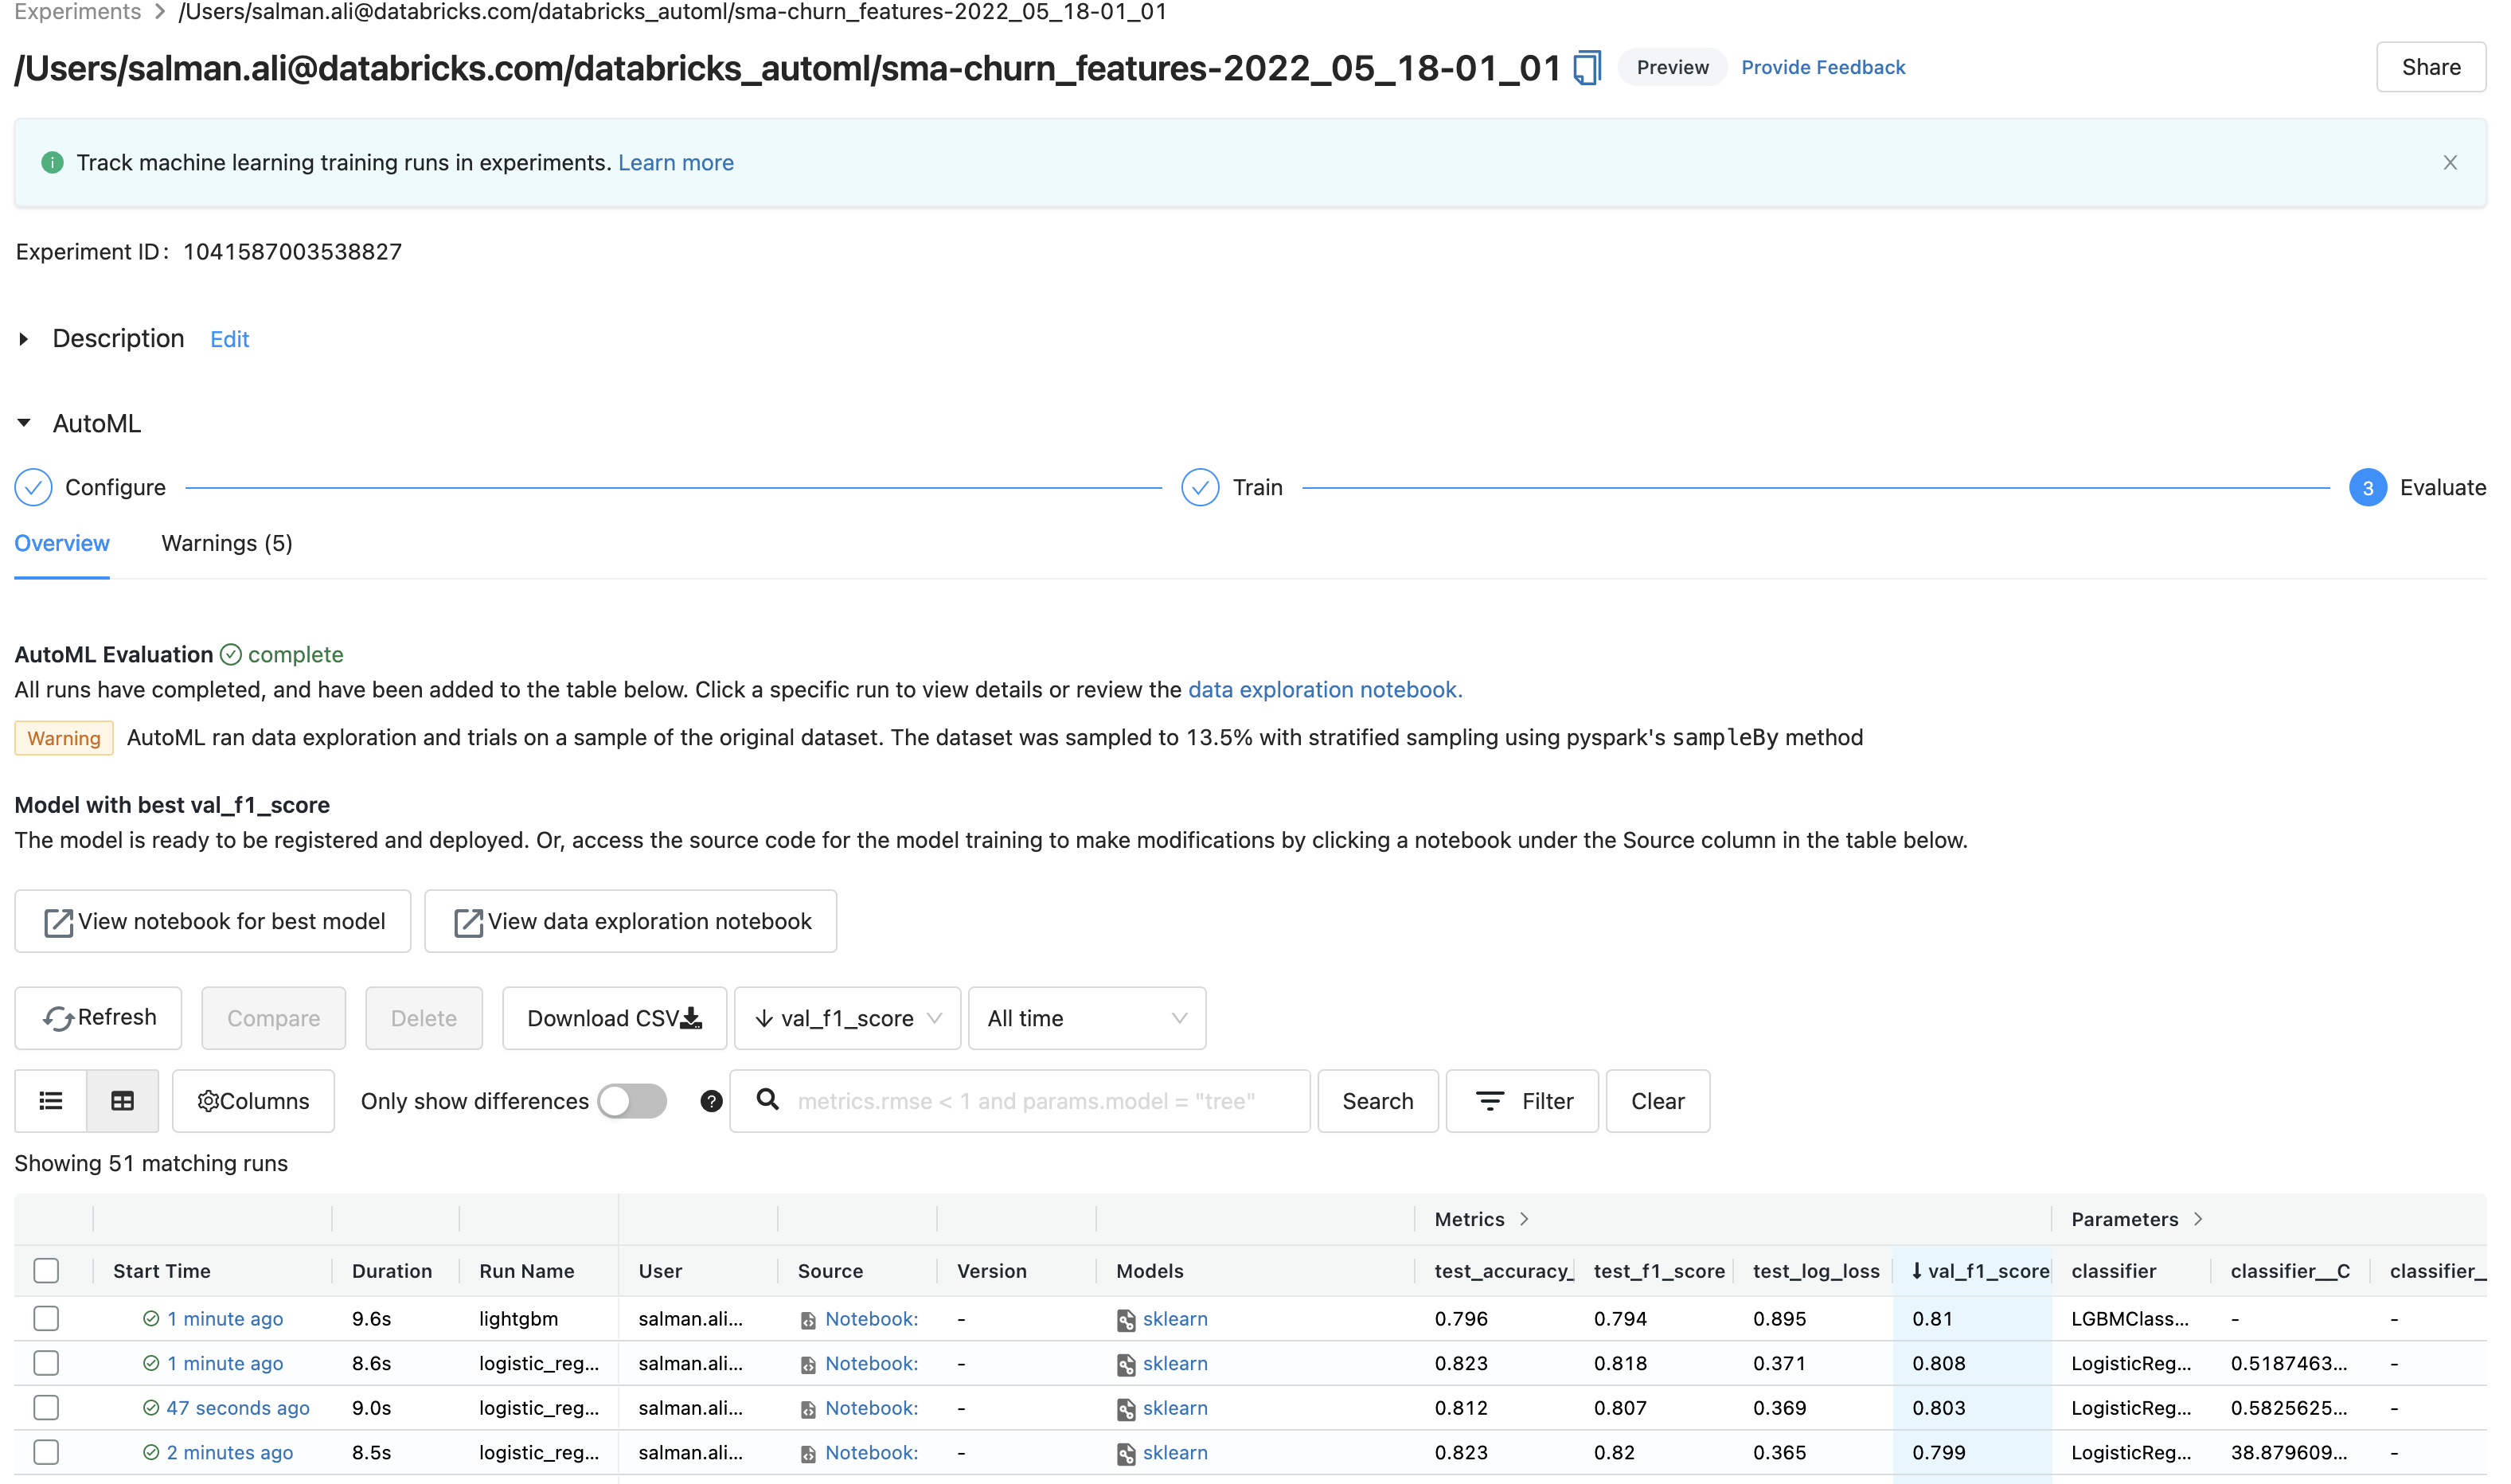 Experiments > /Users/salman.ali@databricks.com/databricks_automl/sma-churn_features-2022_05_18-01_01
/Users/salman.ali@databricks.com/databricks_automl/sma-churn_features-2022_05_18-01_01 Preview Provide Feedback Share
Track machine learning training runs in experiments. Learn more
Experiment ID: 1041587003538827
Description Edit
AutoML
Configure Train 3 Evaluate
Overview Warnings (5)
AutoML Evaluation complete
All runs have completed, and have been added to the table below. Click a specific run to view details or review the data exploration notebook.
Warning AutoML ran data exploration and trials on a sample of the original dataset. The dataset was sampled to 13.5% with stratified sampling using pyspark's sampleBy method
Model with best val_f1_score
The model is ready to be registered and deployed. Or, access the source code for the model training to make modifications by clicking a notebook under the Source column in the table below.
View notebook for best model View data exploration notebook
Refresh Compare Delete Download CSV ↓ val_f1_score All time
Columns Only show differences ? metrics.rmse < 1 and params.model = "tree" Search Filter Clear
Showing 51 matching runs
Metrics > Parameters >
Start Time Duration Run Name User Source Version Models test_accuracy_ test_f1_score test_log_loss ↓ val_f1_score classifier classifier__C classifier_
1 minute ago 9.6s lightgbm salman.ali... Notebook: - sklearn 0.796 0.794 0.895 0.81 LGBMClass... - -
1 minute ago 8.6s logistic_reg... salman.ali... Notebook: - sklearn 0.823 0.818 0.371 0.808 LogisticReg... 0.5187463... -
47 seconds ago 9.0s logistic_reg... salman.ali... Notebook: - sklearn 0.812 0.807 0.369 0.803 LogisticReg... 0.5825625... -
2 minutes ago 8.5s logistic_reg... salman.ali... Notebook: - sklearn 0.823 0.82 0.365 0.799 LogisticReg... 38.879609... -